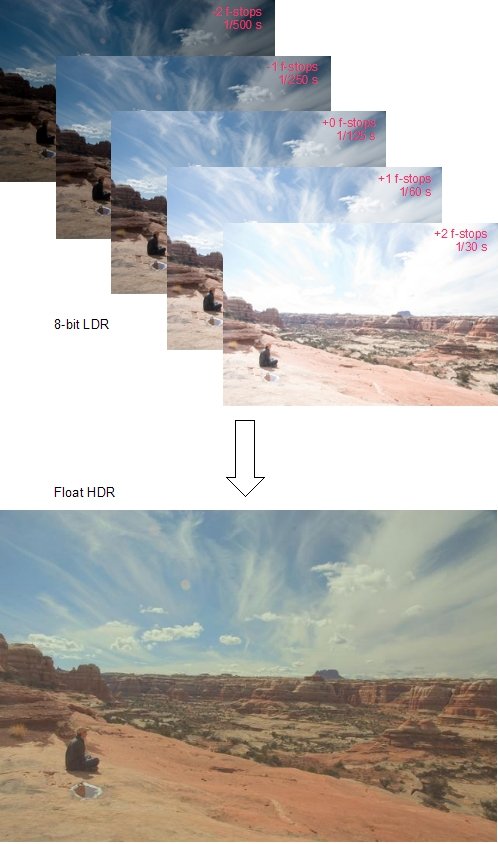 -2 f-stops
1/500 s
-1 f-stops
1/250 s
+0 f-stops
1/125 s
+1 f-stops
1/60 s
+2 f-stops
1/30 s
8-bit LDR
Float HDR